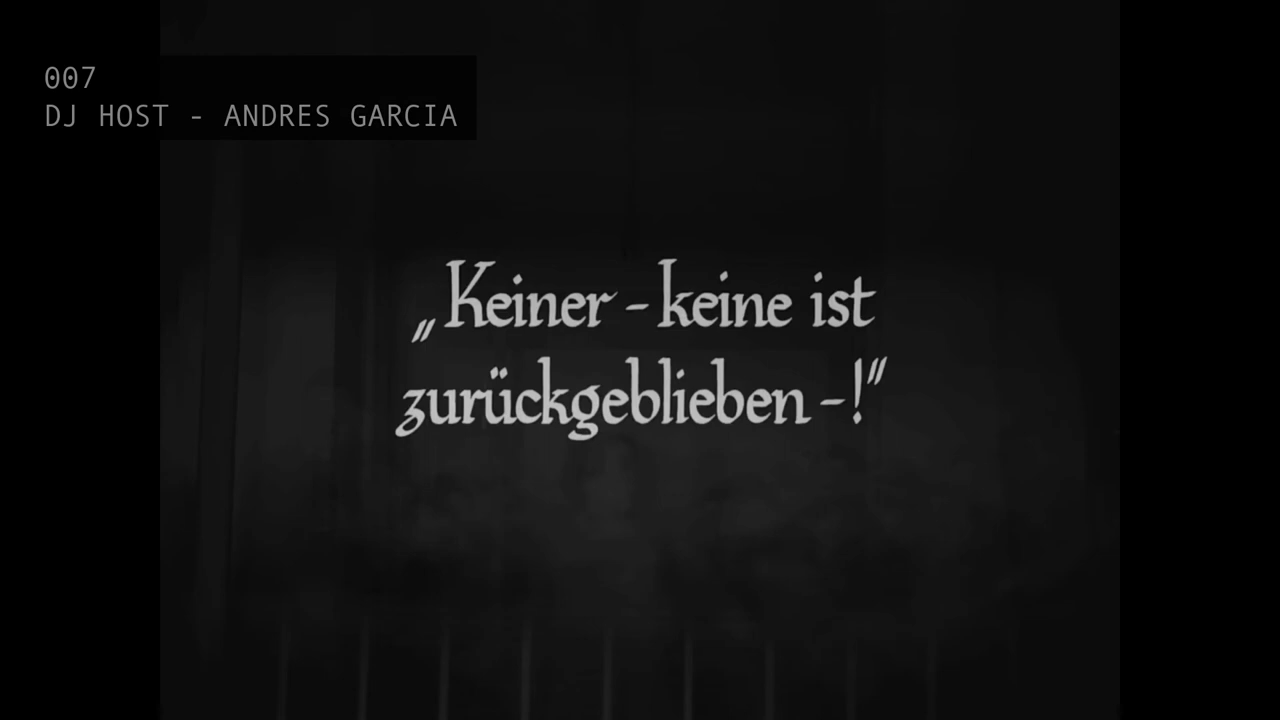 007
DJ HOST - ANDRES GARCIA
„Keiner - keine ist
zurückgeblieben - !"